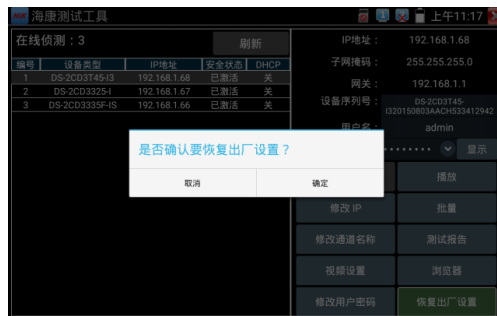 海康测试工具
上午11:17
在线侦测：3
刷新
编号 设备类型 IP地址 安全状态 DHCP
1 DS-2CD3T45-I3 192.168.1.68 已激活 关
2 DS-2CD3325-I 192.168.1.67 已激活 关
3 DS-2CD3335F-IS 192.168.1.66 已激活 关
IP地址： 192.168.1.68
子网掩码： 255.255.255.0
网关： 192.168.1.1
设备序列号： DS-2CD3T45-
I320150803AACH533412942
用户名： admin
显示
是否确认要恢复出厂设置？
取消 确定
播放
修改 IP 批量
修改通道名称 测试报告
视频设置 浏览器
修改用户密码 恢复出厂设置